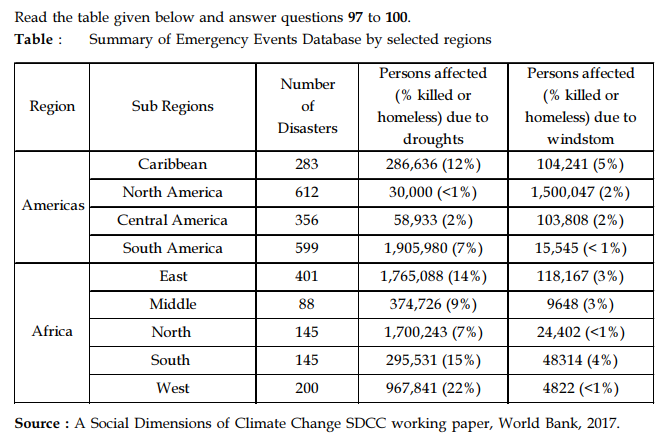 Read the table given below and answer questions 97 to 100.
Table : Summary of Emergency Events Database by selected regions
Region Sub Regions Number of Disasters Persons affected (% killed or homeless) due to droughts Persons affected (% killed or homeless) due to windstom
Americas Caribbean 283 286,636 (12%) 104,241 (5%)
North America 612 30,000 (<1%) 1,500,047 (2%)
Central America 356 58,933 (2%) 103,808 (2%)
South America 599 1,905,980 (7%) 15,545 (< 1%)
Africa East 401 1,765,088 (14%) 118,167 (3%)
Middle 88 374,726 (9%) 9648 (3%)
North 145 1,700,243 (7%) 24,402 (<1%)
South 145 295,531 (15%) 48314 (4%)
West 200 967,841 (22%) 4822 (<1%)
Source : A Social Dimensions of Climate Change SDCC working paper, World Bank, 2017.